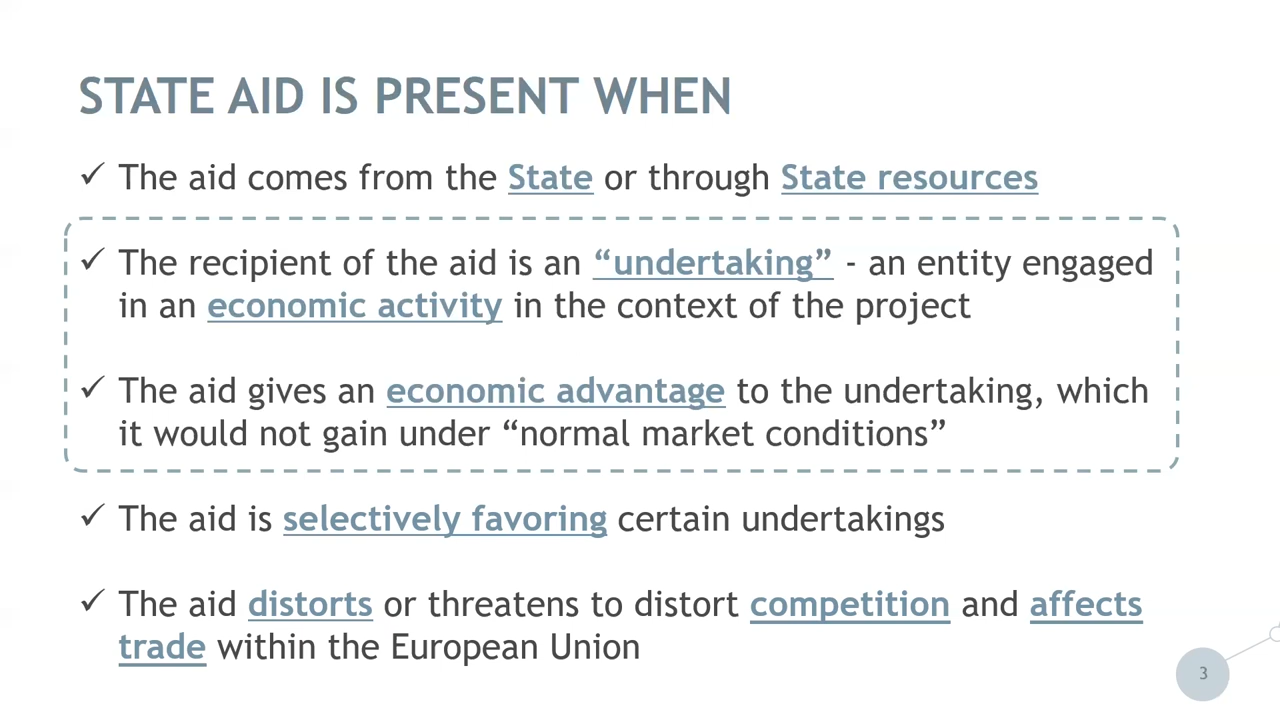 STATE AID IS PRESENT WHEN
✓ The aid comes from the State or through State resources
✓ The recipient of the aid is an “undertaking” - an entity engaged
in an economic activity in the context of the project
✓ The aid gives an economic advantage to the undertaking, which
it would not gain under “normal market conditions”
✓ The aid is selectively favoring certain undertakings
✓ The aid distorts or threatens to distort competition and affects
trade within the European Union
3